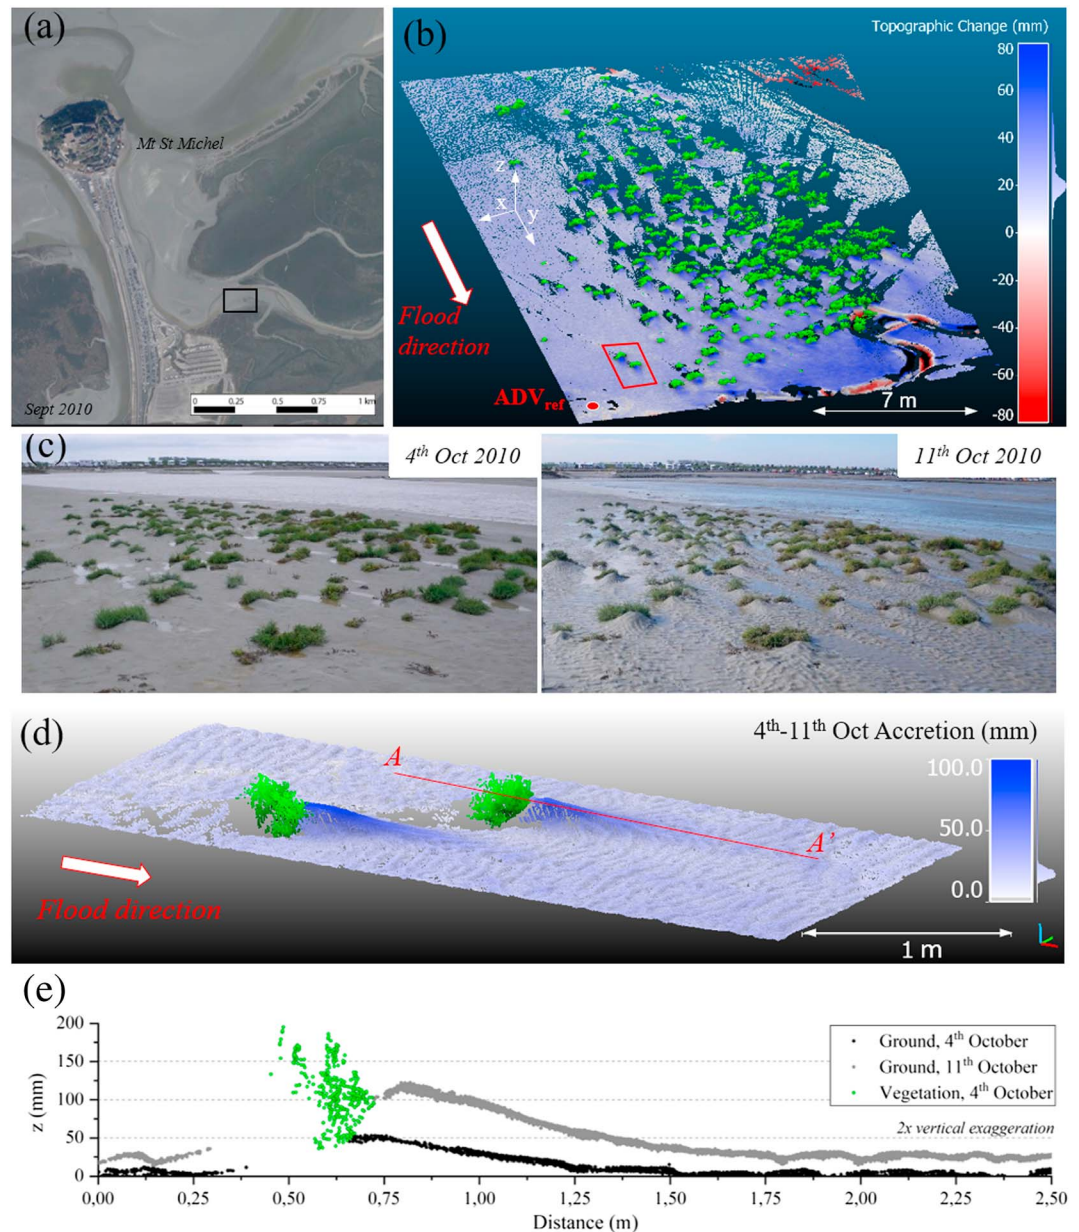 (a)
Mt St Michel
Sept 2010
0 0.25 0.5 0.75 1 km
(b)
Topographic Change (mm)
80
60
40
20
0
-20
-40
-60
-80
z
x
y
Flood
direction
ADVref
7 m
(c)
4th Oct 2010
11th Oct 2010
(d)
4th-11th Oct Accretion (mm)
100.0
50.0
0.0
A
A'
Flood direction
1 m
(e)
200
150
100
50
0
z (mm)
Ground, 4th October
Ground, 11th October
Vegetation, 4th October
2x vertical exaggeration
0,00 0,25 0,50 0,75 1,00 1,25 1,50 1,75 2,00 2,25 2,50
Distance (m)